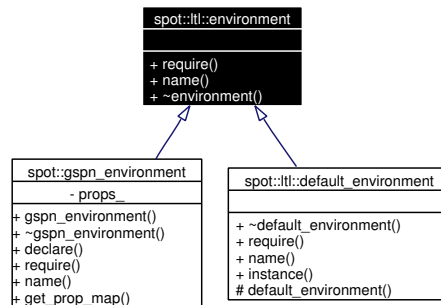 spot::ltl::environment
+ require()
+ name()
+ ~environment()
spot::gspn_environment
- props_
+ gspn_environment()
+ ~gspn_environment()
+ declare()
+ require()
+ name()
+ get_prop_map()
spot::ltl::default_environment
+ ~default_environment()
+ require()
+ name()
+ instance()
# default_environment()